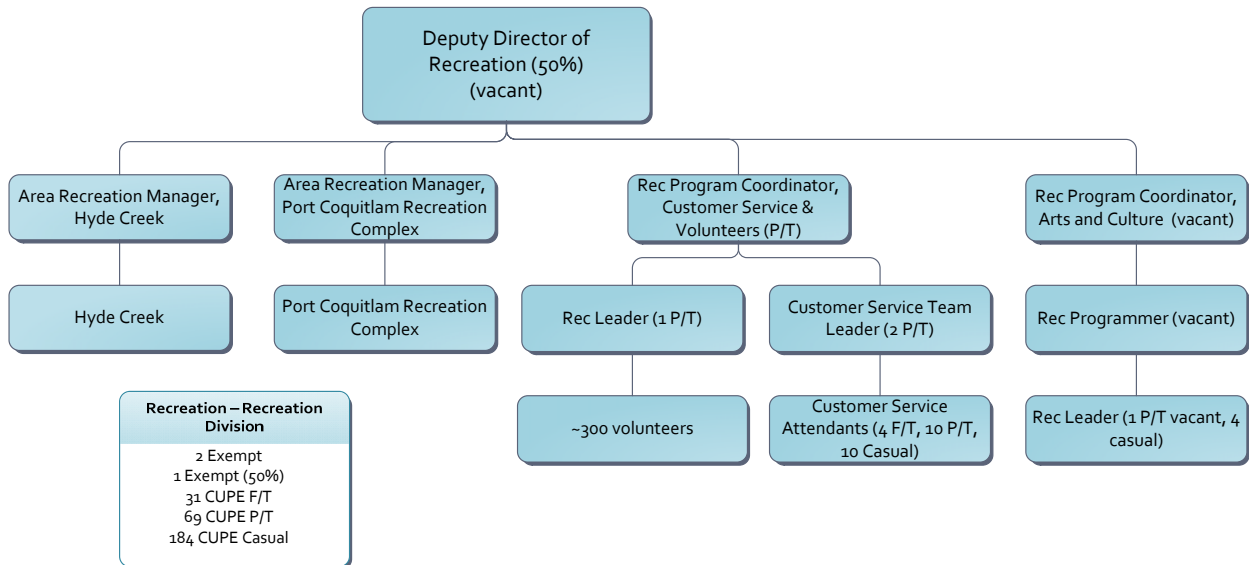 Deputy Director of
Recreation (50%)
(vacant)
Area Recreation Manager,
Hyde Creek
Area Recreation Manager,
Port Coquitlam Recreation
Complex
Rec Program Coordinator,
Customer Service &
Volunteers (P/T)
Rec Program Coordinator,
Arts and Culture (vacant)
Hyde Creek
Port Coquitlam Recreation
Complex
Rec Leader (1 P/T)
Customer Service Team
Leader (2 P/T)
Rec Programmer (vacant)
~300 volunteers
Customer Service
Attendants (4 F/T, 10 P/T,
10 Casual)
Rec Leader (1 P/T vacant, 4
casual)
Recreation – Recreation
Division
2 Exempt
1 Exempt (50%)
31 CUPE F/T
69 CUPE P/T
184 CUPE Casual